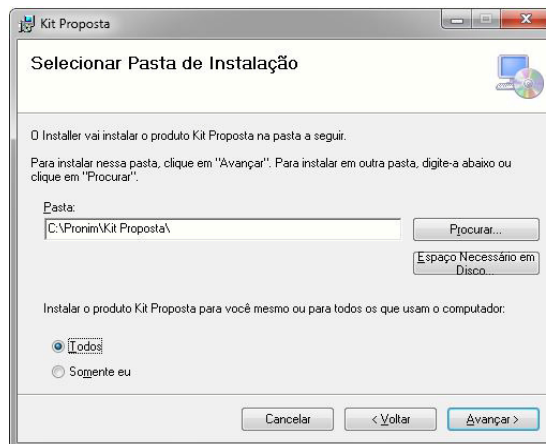 Kit Proposta
Selecionar Pasta de Instalação
O Installer vai instalar o produto Kit Proposta na pasta a seguir.
Para instalar nessa pasta, clique em "Avançar". Para instalar em outra pasta, digite-a abaixo ou
clique em "Procurar".
Pasta:
C:\Pronim\Kit Proposta\
Procurar...
Espaço Necessário em
Disco...
Instalar o produto Kit Proposta para você mesmo ou para todos os que usam o computador:
Todos
Somente eu
Cancelar
< Voltar
Avançar >